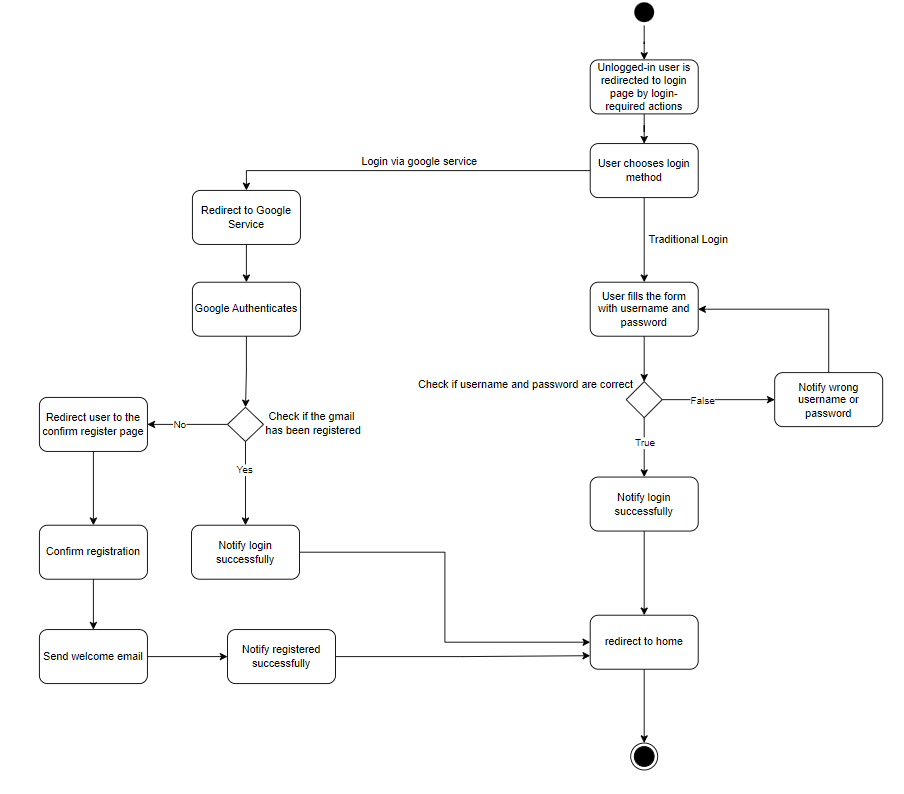 Unlogged-in user is
redirected to login
page by login-
required actions
User chooses login
method
Login via google service
Redirect to Google
Service
Traditional Login
Google Authenticates
User fills the form
with username and
password
Check if username and password are correct
False
Notify wrong
username or
password
Redirect user to the
confirm register page
No
Check if the gmail
has been registered
True
Yes
Notify login
successfully
Confirm registration
Notify login
successfully
redirect to home
Send welcome email
Notify registered
successfully